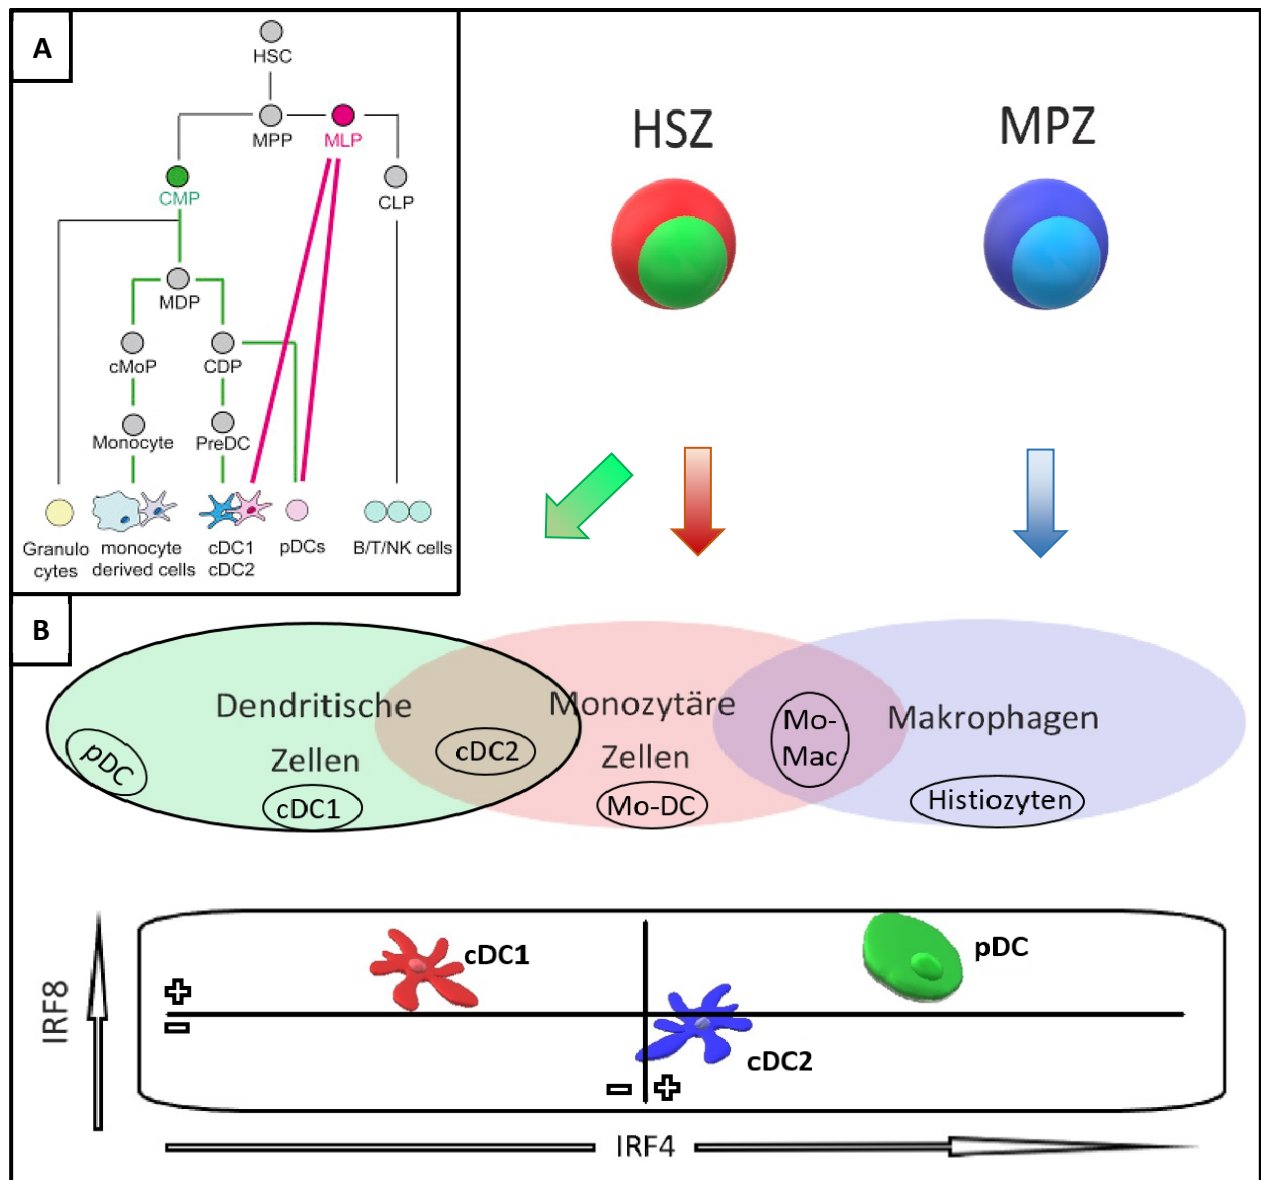 A
HSC
MPP
MLP
CMP
CLP
MDP
cMoP
CDP
Monocyte
PreDC
Granulo
cytes
monocyte
derived cells
cDC1
cDC2
pDCs
B/T/NK cells
HSZ
MPZ
B
Dendritische
Zellen
pDC
cDC1
cDC2
Monozytäre
Zellen
Mo-DC
Mo-
Mac
Makrophagen
Histiozyten
IRF8
cDC1
pDC
cDC2
+
-
- +
IRF4